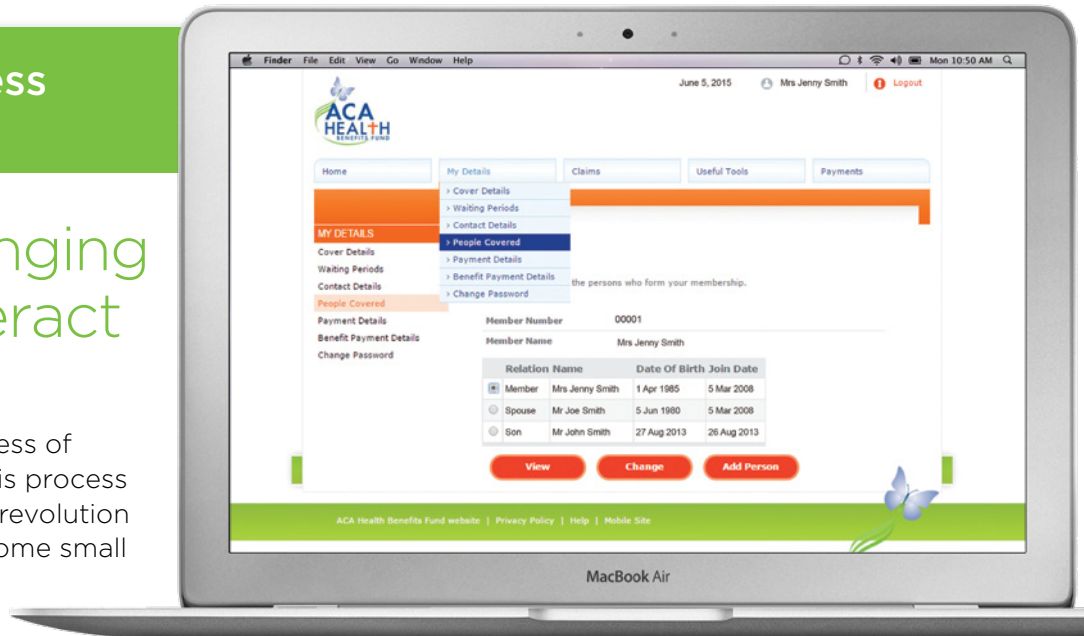 ess
nging
eract
ess of
is process
revolution
ome small
Finder File Edit View Go Window Help
Mon 10:50 AM
June 5, 2015 Mrs Jenny Smith Logout
ACA
HEALTH
BENEFITS FUND
Home My Details Claims Useful Tools Payments
› Cover Details
› Waiting Periods
› Contact Details
› People Covered
› Payment Details
› Benefit Payment Details
› Change Password
MY DETAILS
Cover Details
Waiting Periods
Contact Details
People Covered
Payment Details
Benefit Payment Details
Change Password
the persons who form your membership.
Member Number 00001
Member Name Mrs Jenny Smith
Relation Name Date Of Birth Join Date
Member Mrs Jenny Smith 1 Apr 1985 5 Mar 2008
Spouse Mr Joe Smith 5 Jun 1980 5 Mar 2008
Son Mr John Smith 27 Aug 2013 26 Aug 2013
View Change Add Person
ACA Health Benefits Fund website | Privacy Policy | Help | Mobile Site
MacBook Air